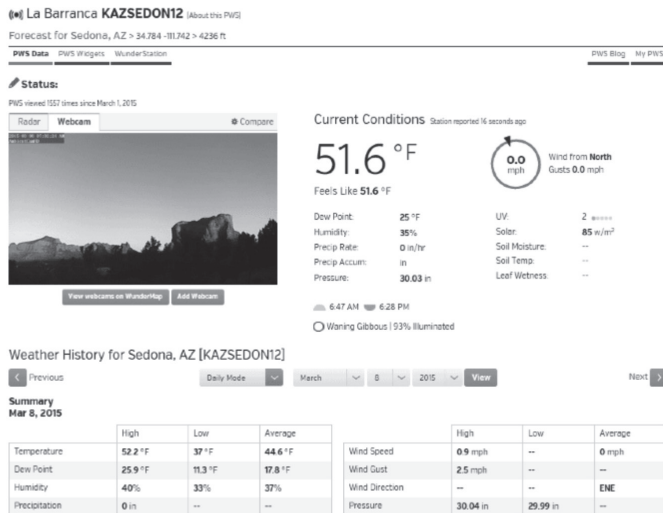 La Barranca KAZSEDON12 [About this PWS]
Forecast for Sedona, AZ > 34.784 -111.742 > 4236 ft
PWS Data PWS Widgets WunderStation PWS Blog My PWS
Status:
PWS viewed 1557 times since March 1, 2015
Radar Webcam Compare
View webcams on WunderMap Add Webcam
Current Conditions Station reported 16 seconds ago
51.6 °F
Feels Like 51.6 °F
0.0 mph
Wind from North
Gusts 0.0 mph
Dew Point: 25 °F
Humidity: 35%
Precip Rate: 0 in/hr
Precip Accum: in
Pressure: 30.03 in
UV: 2
Solar: 85 w/m²
Soil Moisture: --
Soil Temp: --
Leaf Wetness: --
6:47 AM 6:28 PM
Waning Gibbous | 93% Illuminated
Weather History for Sedona, AZ [KAZSEDON12]
Previous Daily Mode March 8 2015 View Next
Summary
Mar 8, 2015
High Low Average High Low Average
Temperature 52.2 °F 37 °F 44.6 °F Wind Speed 0.9 mph -- 0 mph
Dew Point 25.9 °F 11.3 °F 17.8 °F Wind Gust 2.5 mph -- --
Humidity 40% 33% 37% Wind Direction -- -- ENE
Precipitation 0 in -- -- Pressure 30.04 in 29.99 in --